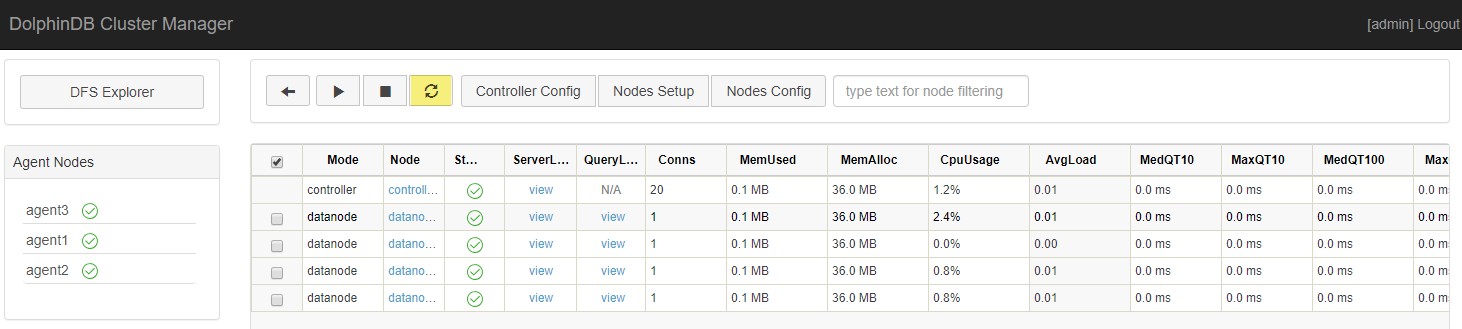 DolphinDB Cluster Manager [admin] Logout
DFS Explorer
Controller Config Nodes Setup Nodes Config type text for node filtering
Agent Nodes
agent3
agent1
agent2
Mode Node St... ServerL... QueryL... Conns MemUsed MemAlloc CpuUsage AvgLoad MedQT10 MaxQT10 MedQT100 Max
controller controll... view N/A 20 0.1 MB 36.0 MB 1.2% 0.01 0.0 ms 0.0 ms 0.0 ms 0.0 m
datanode datano... view view 1 0.1 MB 36.0 MB 2.4% 0.01 0.0 ms 0.0 ms 0.0 ms 0.0 m
datanode datano... view view 1 0.1 MB 36.0 MB 0.0% 0.00 0.0 ms 0.0 ms 0.0 ms 0.0 m
datanode datano... view view 1 0.1 MB 36.0 MB 0.8% 0.01 0.0 ms 0.0 ms 0.0 ms 0.0 m
datanode datano... view view 1 0.1 MB 36.0 MB 0.8% 0.01 0.0 ms 0.0 ms 0.0 ms 0.0 m